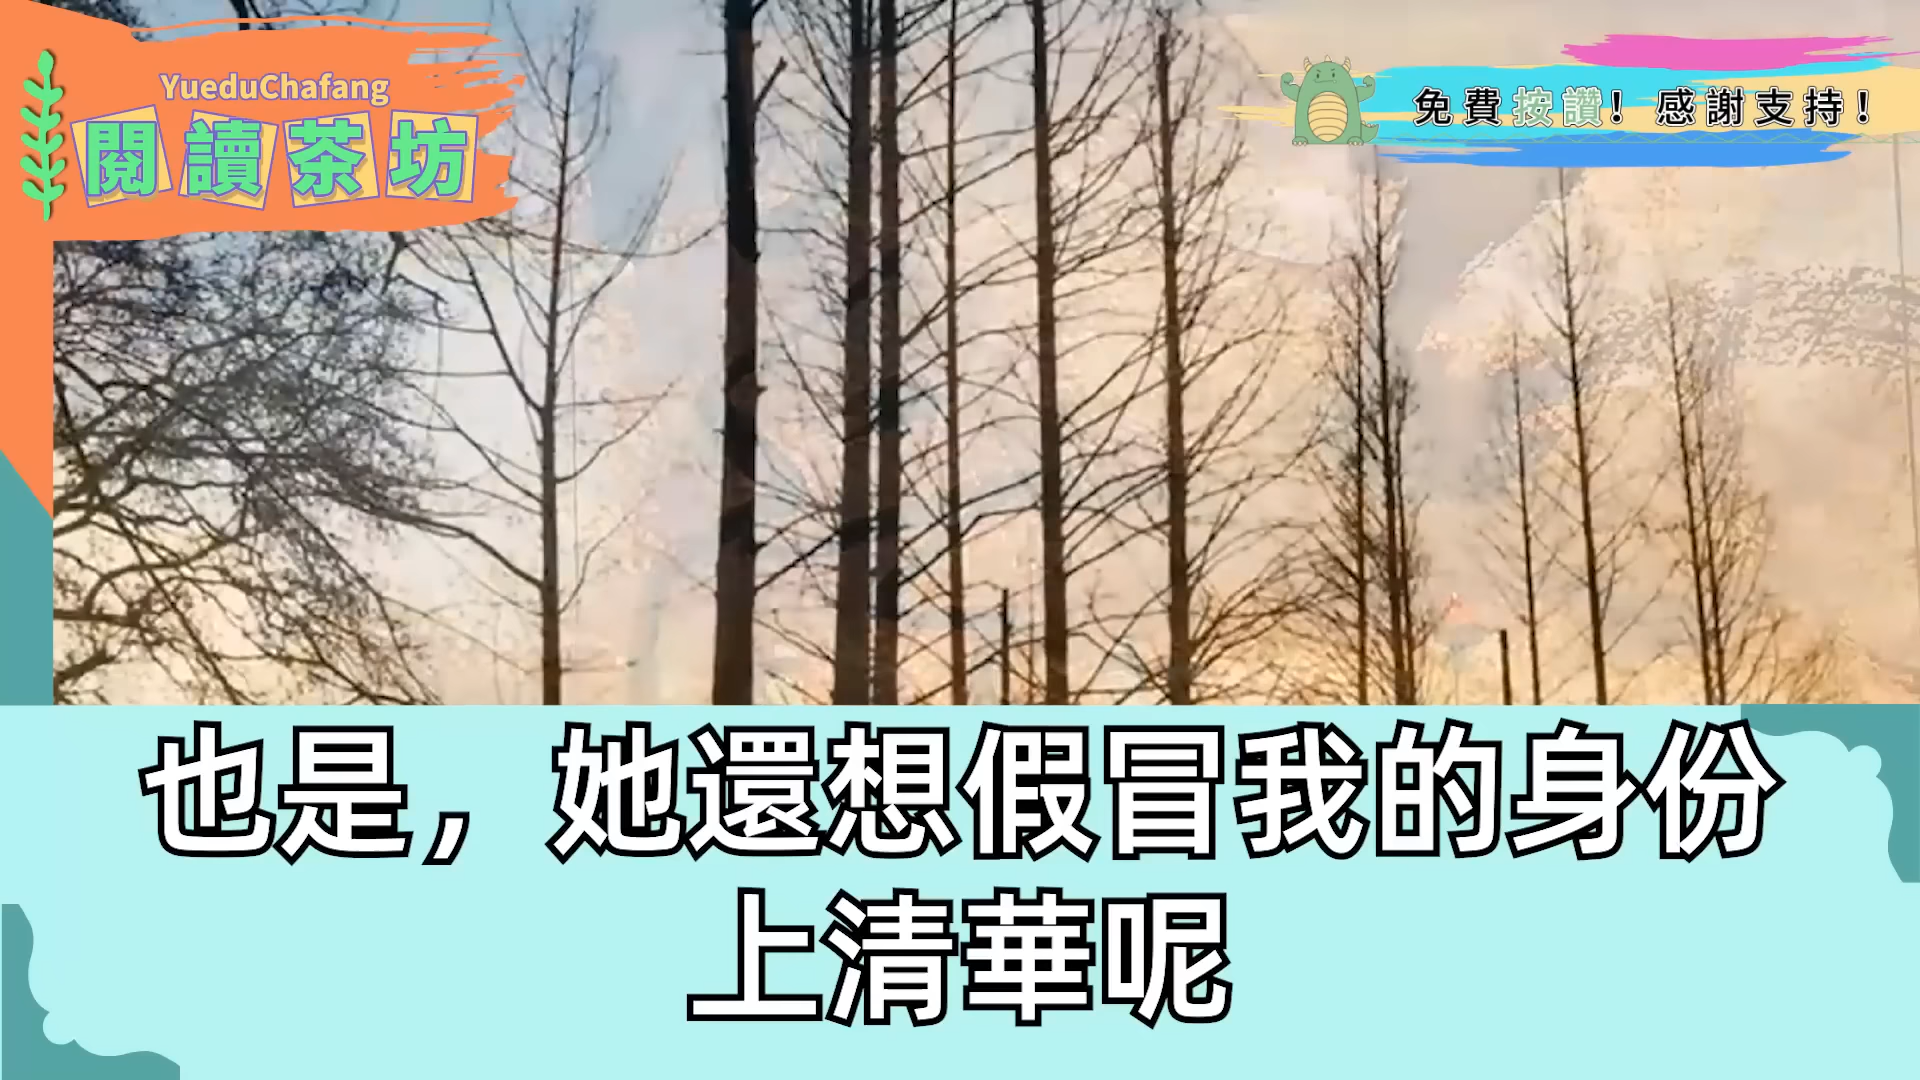 YueduChafang
閱讀茶坊
免費按讚！感謝支持！
也是，她還想假冒我的身份
上清華呢